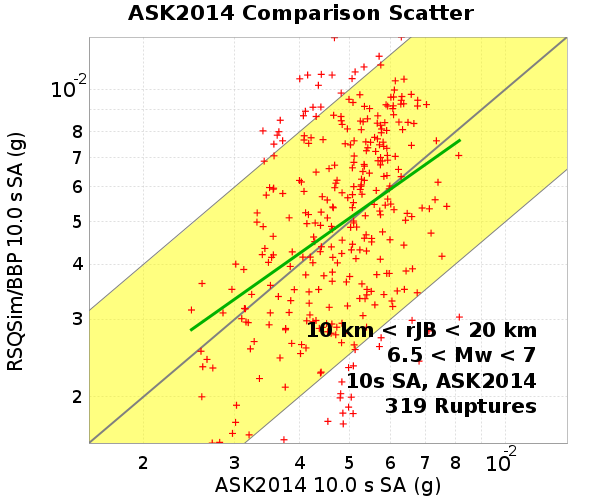 ASK2014 Comparison Scatter
RSQSim/BBP 10.0 s SA (g)
10-2
8
7
6
5
4
3
2
10 km < rJB < 20 km
6.5 < Mw < 7
10s SA, ASK2014
319 Ruptures
2 3 4 5 6 7 8 10-2
ASK2014 10.0 s SA (g)